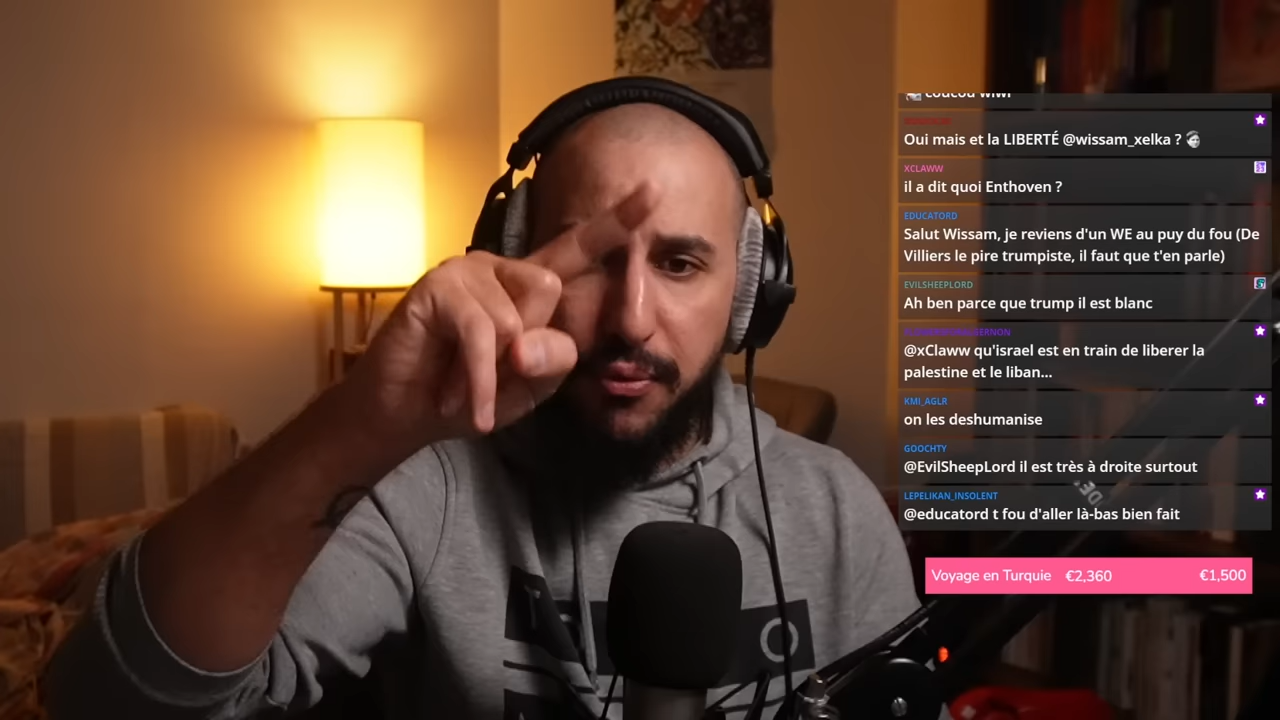 coucou wiwi
Oui mais et la LIBERTÉ @wissam_xelka ?
XCLAWW
il a dit quoi Enthoven ?
EDUCATORD
Salut Wissam, je reviens d'un WE au puy du fou (De
Villiers le pire trumpiste, il faut que t'en parle)
EVILSHEEPLORD
Ah ben parce que trump il est blanc
@xClaww qu'israel est en train de liberer la
palestine et le liban...
KMI_AGLR
on les deshumanise
GOOCHTY
@EvilSheepLord il est très à droite surtout
LEPELIKAN_INSOLENT
@educatord t fou d'aller là-bas bien fait
Voyage en Turquie €2,360 €1,500